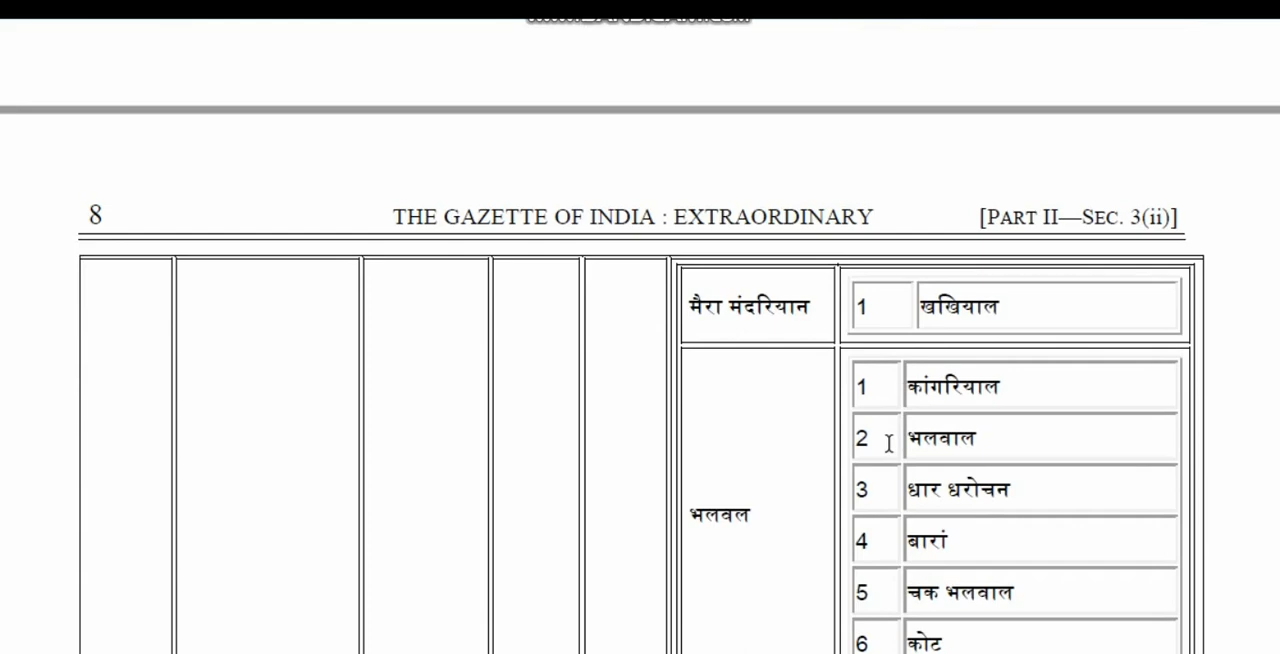 8 THE GAZETTE OF INDIA : EXTRAORDINARY [PART II—SEC. 3(ii)]
मैरा मंदरियान 1 खखियाल
1 कांगरियाल
2 भलवाल
3 धार धरोचन
भलवल
4 बारां
5 चक भलवाल
6 कोट